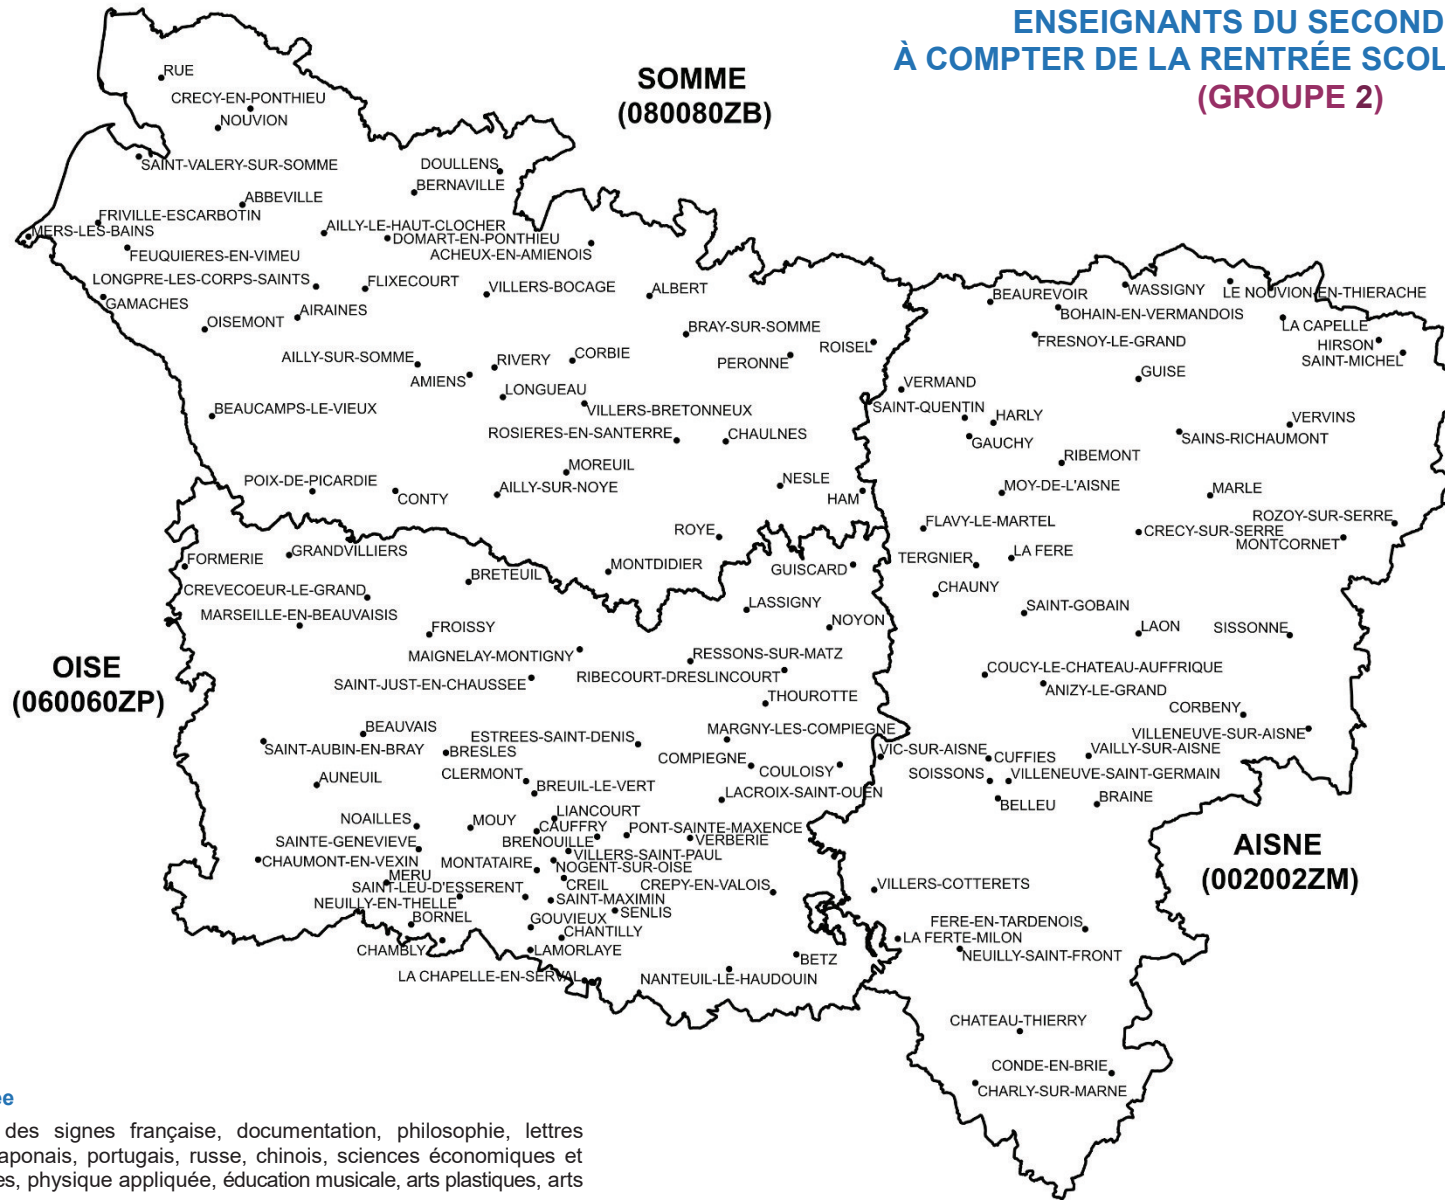 ENSEIGNANTS DU SECOND
À COMPTER DE LA RENTRÉE SCOL
(GROUPE 2)
SOMME
(080080ZB)
RUE
CRECY-EN-PONTHIEU
NOUVION
SAINT-VALERY-SUR-SOMME
DOULLENS
BERNAVILLE
ABBEVILLE
FRIVILLE-ESCARBOTIN
MERS-LES-BAINS
AILLY-LE-HAUT-CLOCHER
DOMART-EN-PONTHIEU
ACHEUX-EN-AMIENOIS
FEUQUIERES-EN-VIMEU
LONGPRE-LES-CORPS-SAINTS
FLIXECOURT
VILLERS-BOCAGE
ALBERT
GAMACHES
AIRAINES
OISEMONT
BRAY-SUR-SOMME
ROISEL
PERONNE
AILLY-SUR-SOMME
RIVERY
CORBIE
AMIENS
LONGUEAU
BEAUCAMPS-LE-VIEUX
VILLERS-BRETONNEUX
ROSIERES-EN-SANTERRE
CHAULNES
MOREUIL
POIX-DE-PICARDIE
CONTY
AILLY-SUR-NOYE
NESLE
HAM
ROYE
MONTDIDIER
BEAUREVOIR
WASSIGNY
LE NOUVION-EN-THIERACHE
BOHAIN-EN-VERMANDOIS
LA CAPELLE
FRESNOY-LE-GRAND
HIRSON
SAINT-MICHEL
GUISE
VERMAND
SAINT-QUENTIN
HARLY
GAUCHY
VERVINS
SAINS-RICHAUMONT
RIBEMONT
MOY-DE-L'AISNE
MARLE
FLAVY-LE-MARTEL
ROZOY-SUR-SERRE
CRECY-SUR-SERRE
MONTCORNET
TERGNIER
LA FERE
CHAUNY
SAINT-GOBAIN
LAON
SISSONNE
COUCY-LE-CHATEAU-AUFFRIQUE
ANIZY-LE-GRAND
CORBENY
VILLENEUVE-SUR-AISNE
VIC-SUR-AISNE
CUFFIES
VAILLY-SUR-AISNE
SOISSONS
VILLENEUVE-SAINT-GERMAIN
BELLEU
BRAINE
AISNE
(002002ZM)
VILLERS-COTTERETS
FERE-EN-TARDENOIS
LA FERTE-MILON
NEUILLY-SAINT-FRONT
CHATEAU-THIERRY
CONDE-EN-BRIE
CHARLY-SUR-MARNE
OISE
(060060ZP)
FORMERIE
GRANDVILLIERS
BRETEUIL
GUISCARD
CREVECOEUR-LE-GRAND
MARSEILLE-EN-BEAUVAISIS
LASSIGNY
NOYON
FROISSY
MAIGNELAY-MONTIGNY
RESSONS-SUR-MATZ
RIBECOURT-DRESLINCOURT
SAINT-JUST-EN-CHAUSSEE
THOUROTTE
BEAUVAIS
SAINT-AUBIN-EN-BRAY
BRESLES
ESTREES-SAINT-DENIS
MARGNY-LES-COMPIEGNE
COMPIEGNE
COULOISY
AUNEUIL
CLERMONT
BREUIL-LE-VERT
LACROIX-SAINT-OUEN
NOAILLES
MOUY
LIANCOURT
CAUFFRY
PONT-SAINTE-MAXENCE
SAINTE-GENEVIEVE
BRENOUILLE
VERBERIE
CHAUMONT-EN-VEXIN
MONTATAIRE
VILLERS-SAINT-PAUL
NOGENT-SUR-OISE
MERU
SAINT-LEU-D'ESSERENT
CREIL
CREPY-EN-VALOIS
NEUILLY-EN-THELLE
SAINT-MAXIMIN
BORNEL
GOUVIEUX
SENLIS
CHANTILLY
CHAMBLY
LAMORLAYE
BETZ
LA CHAPELLE-EN-SERVAL
NANTEUIL-LE-HAUDOUIN
ee
des signes française, documentation, philosophie, lettres
aponais, portugais, russe, chinois, sciences économiques et
es, physique appliquée, éducation musicale, arts plastiques, arts